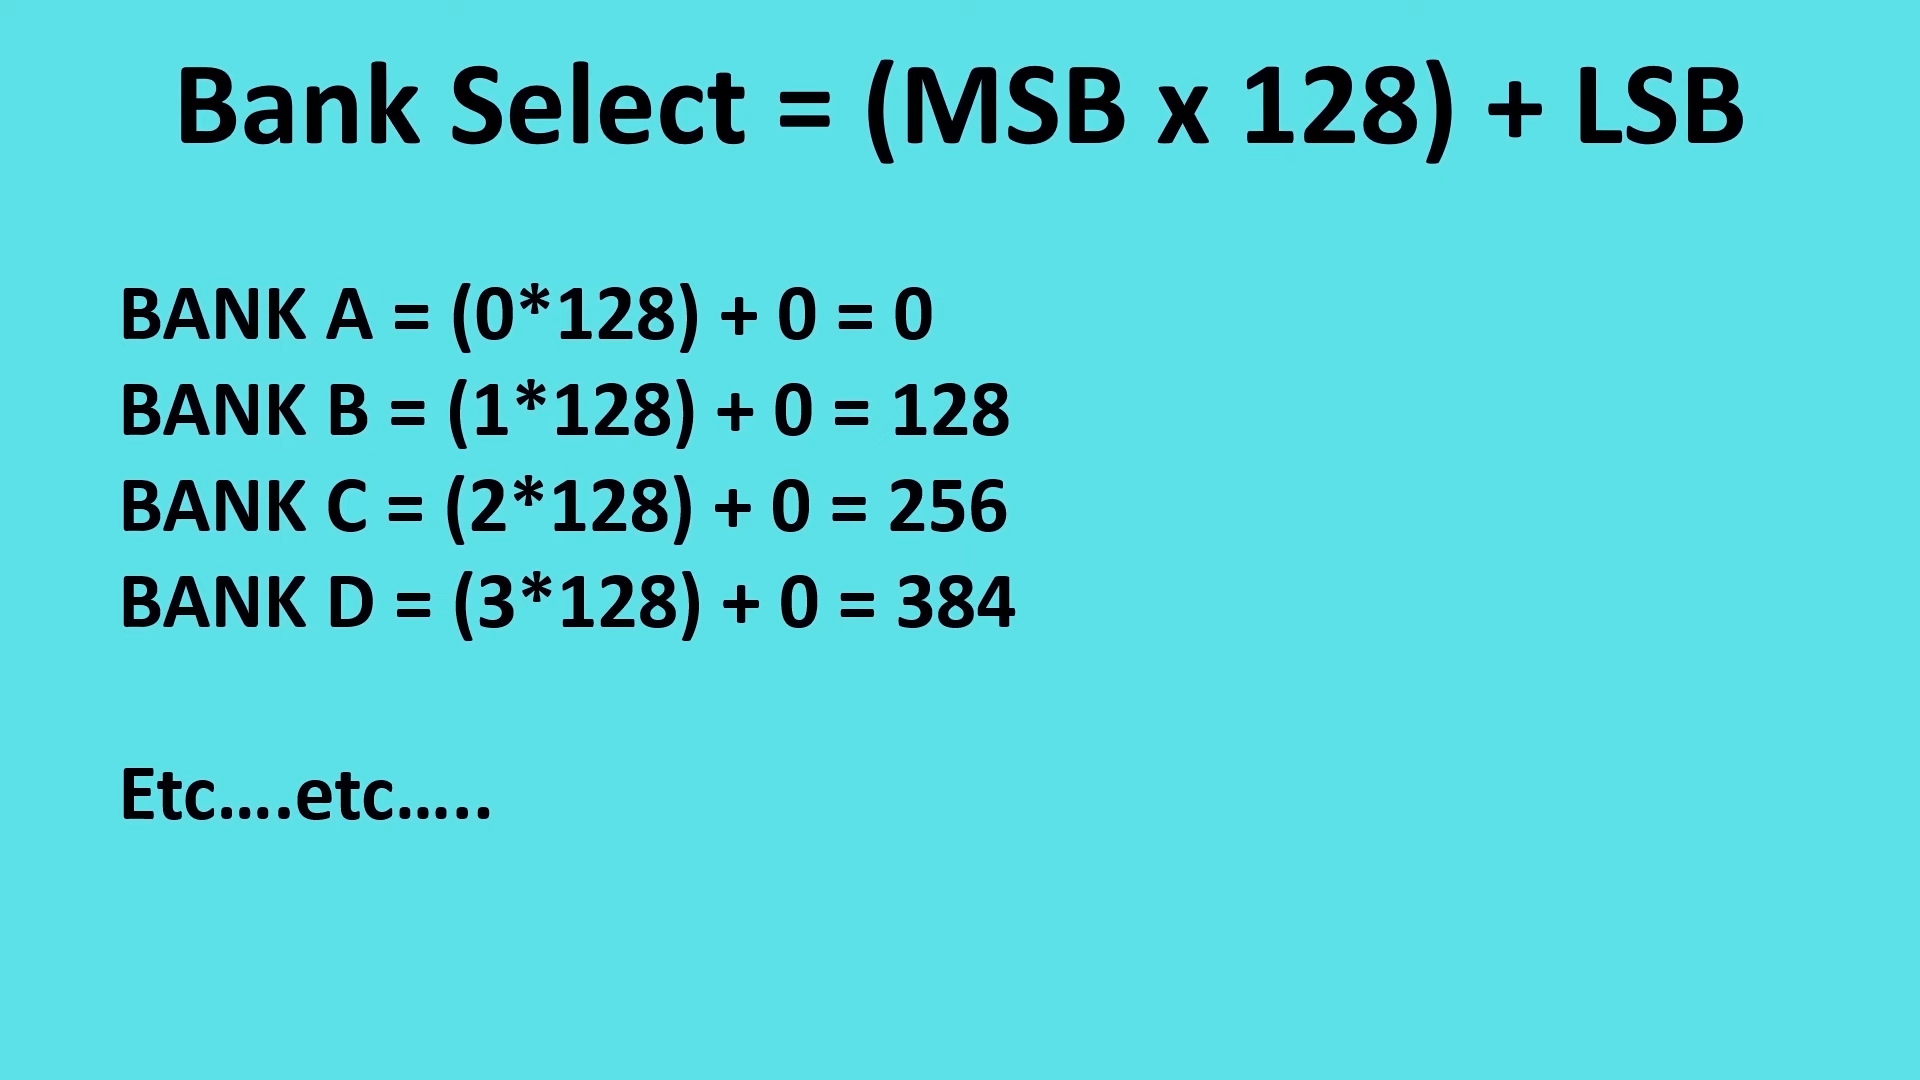 Bank Select = (MSB x 128) + LSB
BANK A = (0*128) + 0 = 0
BANK B = (1*128) + 0 = 128
BANK C = (2*128) + 0 = 256
BANK D = (3*128) + 0 = 384
Etc….etc…..